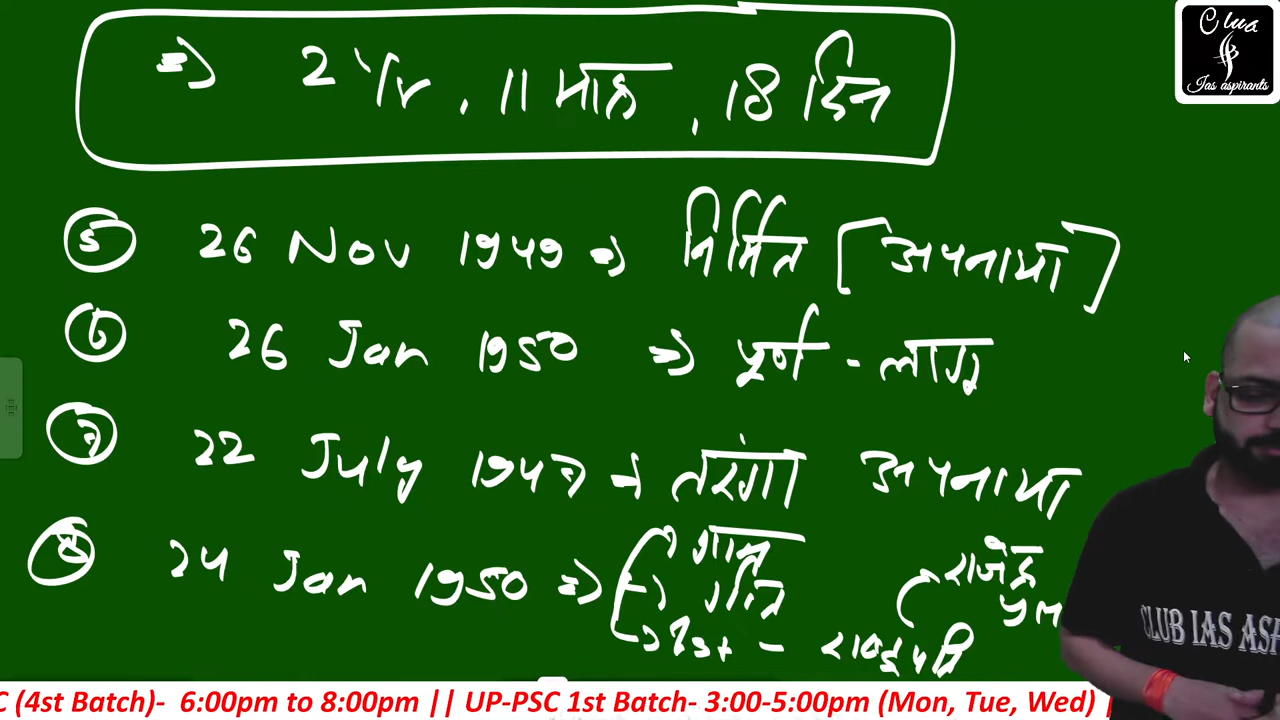 ⇒ 2 Yr, 11 माह, 18 दिन
Club
Ias aspirants
5 26 Nov 1949 ⇒ निर्मित [अपनाया]
6 26 Jan 1950 ⇒ पूर्ण - लागू
7 22 July 1947 → तिरंगा अपनाया
8 24 Jan 1950 ⇒ गान
→ गीत
राजेन्द्र
→ - राष्ट्रपति
CLUB IAS ASP
C (4st Batch)- 6:00pm to 8:00pm || UP-PSC 1st Batch- 3:00-5:00pm (Mon, Tue, Wed) |